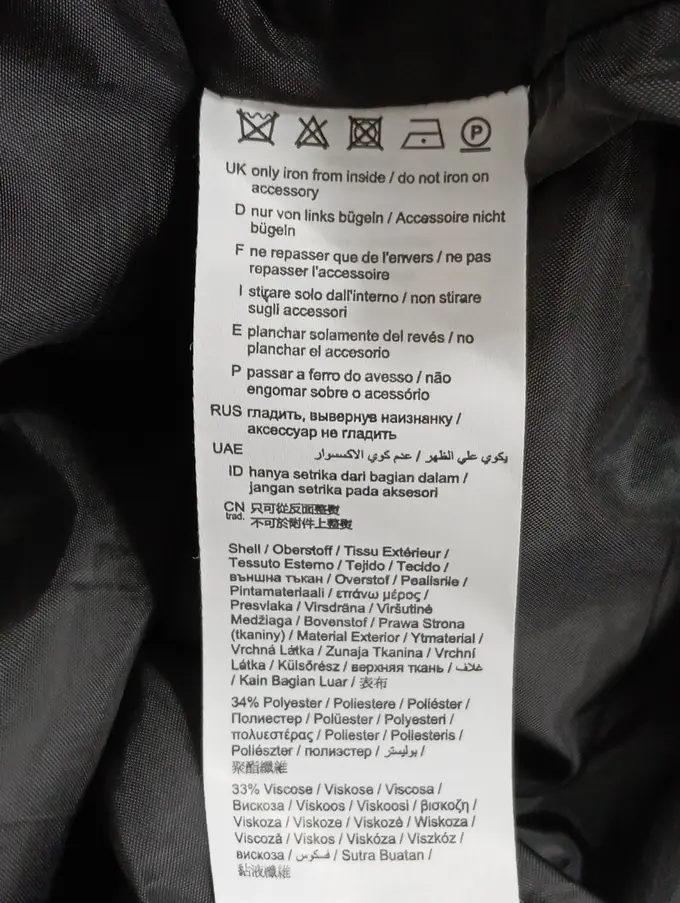 P
UK only iron from inside / do not iron on
accessory
D nur von links bügeln / Accessoire nicht
bügeln
F ne repasser que de l'envers / ne pas
repasser l'accessoire
I stirare solo dall'interno / non stirare
sugli accessori
E planchar solamente del revés / no
planchar el accesorio
P passar a ferro do avesso / não
engomar sobre o acessório
RUS гладить, вывернув наизнанку /
аксессуар не гладить
UAE يكوي علي الظهر / عدم كوي الاكسسوار
ID hanya setrika dari bagian dalam /
jangan setrika pada aksesori
CN 只可從反面整熨
trad. 不可於附件上整熨
Shell / Oberstoff / Tissu Extérieur /
Tessuto Esterno / Tejido / Tecido /
външна тъкан / Overstof / Pealisriie /
Pintamateriaali / επάνω μέρος /
Presvlaka / Virsdrāna / Viršutinė
Medžiaga / Bovenstof / Prawa Strona
(tkaniny) / Material Exterior / Ytmaterial /
Vrchná Látka / Zunaja Tkanina / Vrchní
Látka / Külsőrész / верхняя ткань / غلاف
/ Kain Bagian Luar / 表布
34% Polyester / Poliestere / Poliéster /
Полиестер / Polüester / Polyesteri /
πολυεστέρας / Poliester / Poliesteris /
Poliészter / полиэстер / بوليستر /
聚酯纖維
33% Viscose / Viskose / Viscosa /
Вискоза / Viskoos / Viskoosi / βισκοζη /
Viskoza / Viskoze / Viskozė / Wiskoza /
Viscoză / Viskos / Viskóza / Viszkóz /
вискоза / فسكوس / Sutra Buatan /
黏液纖維